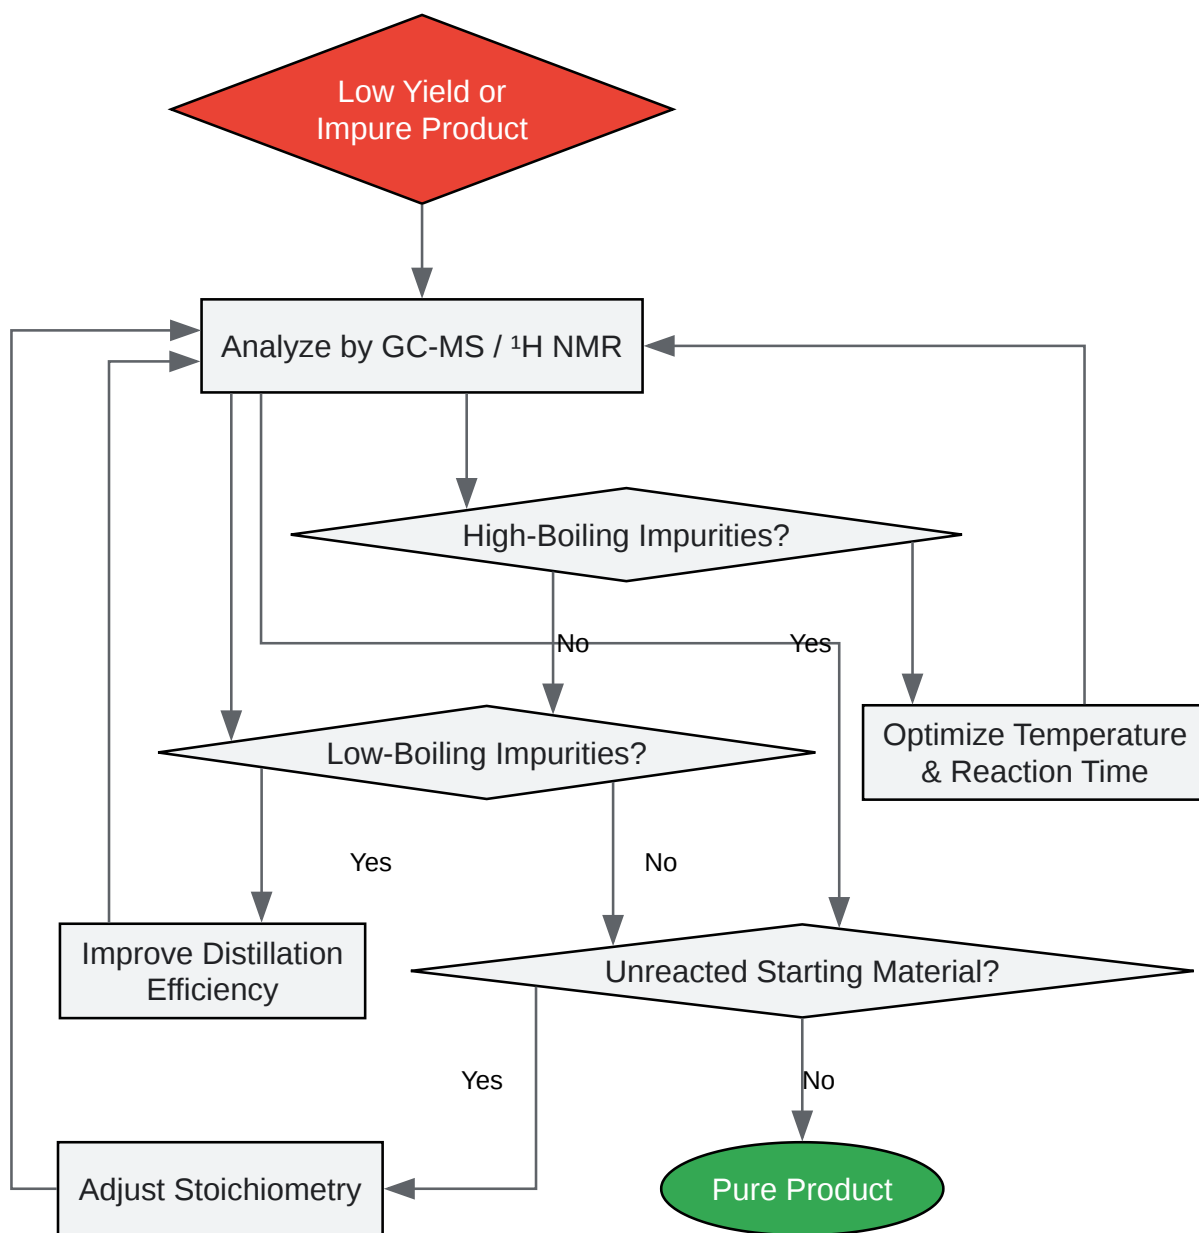 Low Yield or
Impure Product
Analyze by GC-MS / ¹H NMR
High-Boiling Impurities?
No
Yes
Low-Boiling Impurities?
Optimize Temperature
& Reaction Time
Yes
No
Improve Distillation
Efficiency
Unreacted Starting Material?
Yes
No
Adjust Stoichiometry
Pure Product